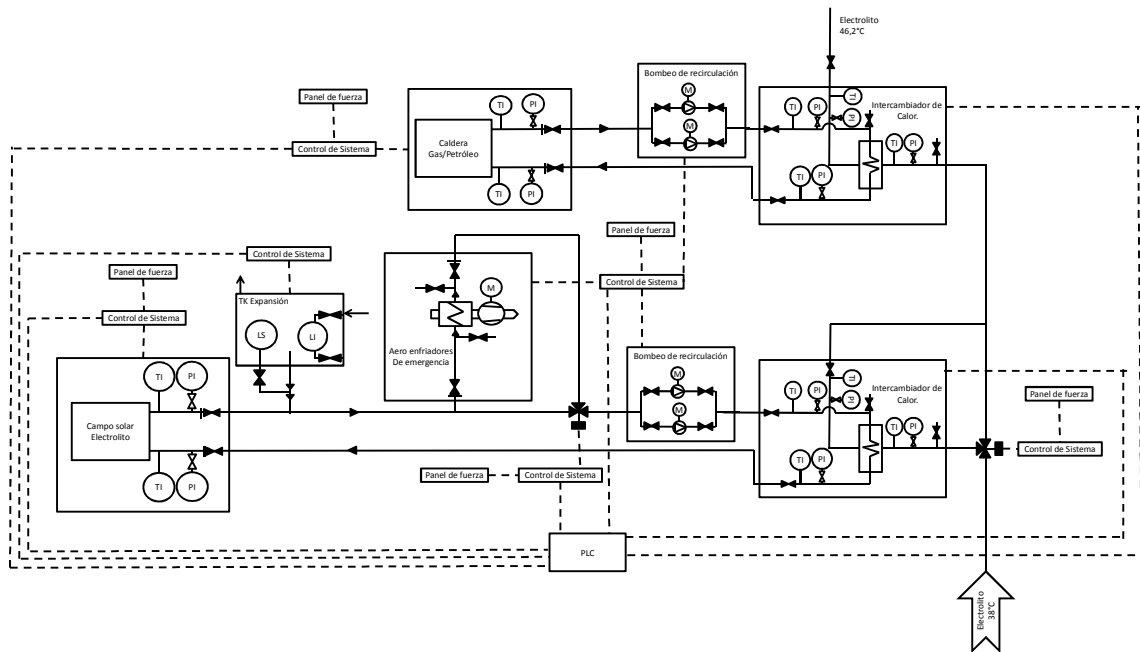 Electrolito
46,2°C
Bombeo de recirculación
M
M
Panel de fuerza
TI
PI
Control de Sistema
Caldera
Gas/Petróleo
TI
PI
TI
PI
TI
PI
Intercambiador de
Calor.
TI
PI
TI
PI
Panel de fuerza
Control de Sistema
Panel de fuerza
Control de Sistema
Control de Sistema
TK Expansión
LS
LI
M
Aero enfriadores
De emergencia
Bombeo de recirculación
M
M
TI
PI
TI
PI
Campo solar
Electrolito
TI
PI
TI
PI
TI
PI
Intercambiador de
Calor.
TI
PI
TI
PI
Panel de fuerza
Control de Sistema
Panel de fuerza
Control de Sistema
PLC
Electrolito
38°C